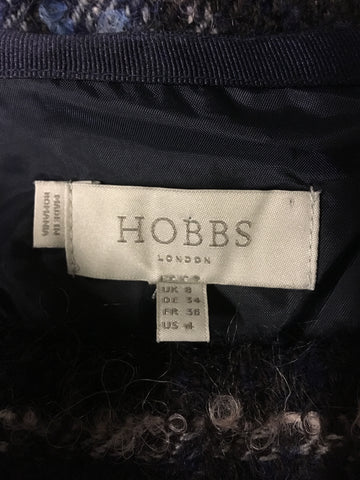 HOBBS
LONDON
UK 8
DE 34
FR 36
US 4
MADE IN
ROMANIA